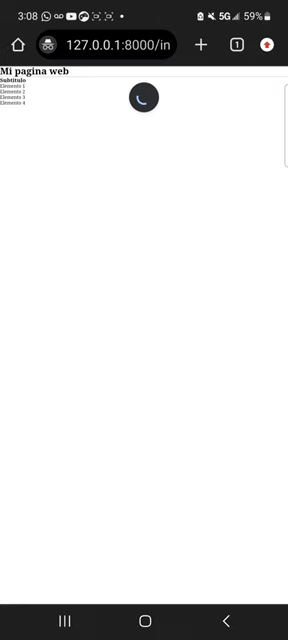 3:08
5G
59%
127.0.0.1:8000/in
1
Mi pagina web
Subtitulo
Elemento 1
Elemento 2
Elemento 3
Elemento 4